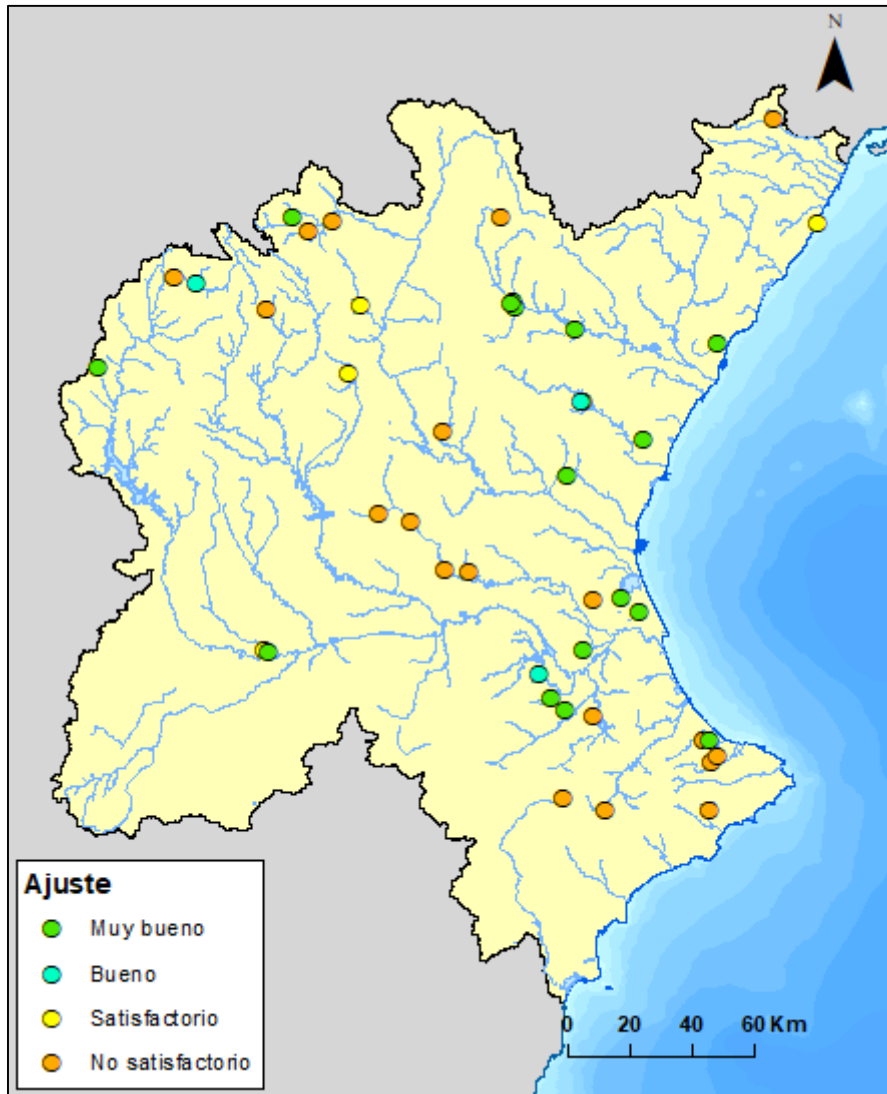 N
Ajuste
Muy bueno
Bueno
Satisfactorio
No satisfactorio
0 20 40 60 Km